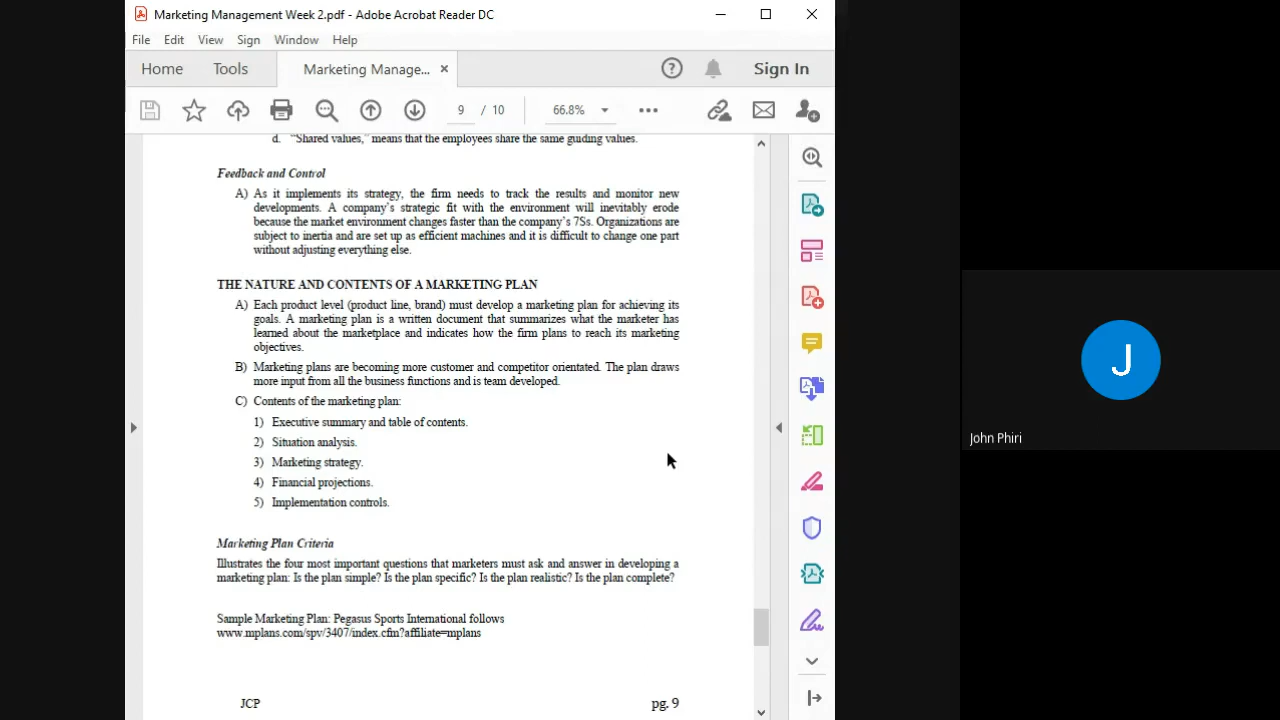 Marketing Management Week 2.pdf - Adobe Acrobat Reader DC
File Edit View Sign Window Help
Home Tools Marketing Manage... Sign In
9 / 10 66.8%
d. "Shared values," means that the employees share the same guiding values.
Feedback and Control
A) As it implements its strategy, the firm needs to track the results and monitor new
developments. A company's strategic fit with the environment will inevitably erode
because the market environment changes faster than the company's 7Ss. Organizations are
subject to inertia and are set up as efficient machines and it is difficult to change one part
without adjusting everything else.
THE NATURE AND CONTENTS OF A MARKETING PLAN
A) Each product level (product line, brand) must develop a marketing plan for achieving its
goals. A marketing plan is a written document that summarizes what the marketer has
learned about the marketplace and indicates how the firm plans to reach its marketing
objectives.
B) Marketing plans are becoming more customer and competitor orientated. The plan draws
more input from all the business functions and is team developed.
C) Contents of the marketing plan:
1) Executive summary and table of contents.
2) Situation analysis.
3) Marketing strategy.
4) Financial projections.
5) Implementation controls.
Marketing Plan Criteria
Illustrates the four most important questions that marketers must ask and answer in developing a
marketing plan: Is the plan simple? Is the plan specific? Is the plan realistic? Is the plan complete?
Sample Marketing Plan: Pegasus Sports International follows
www.mplans.com/spv/3407/index.cfm?affiliate=mplans
JCP pg. 9
J
John Phiri